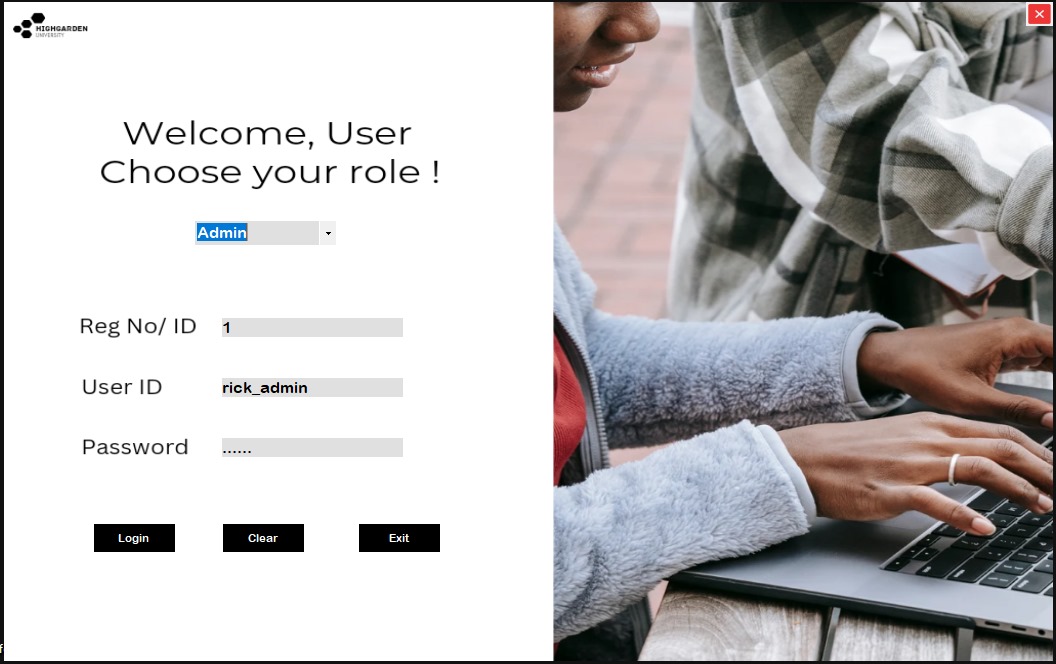 HIGHGARDEN
UNIVERSITY
Welcome, User
Choose your role !
Admin
Reg No/ ID 1
User ID rick_admin
Password ......
Login Clear Exit